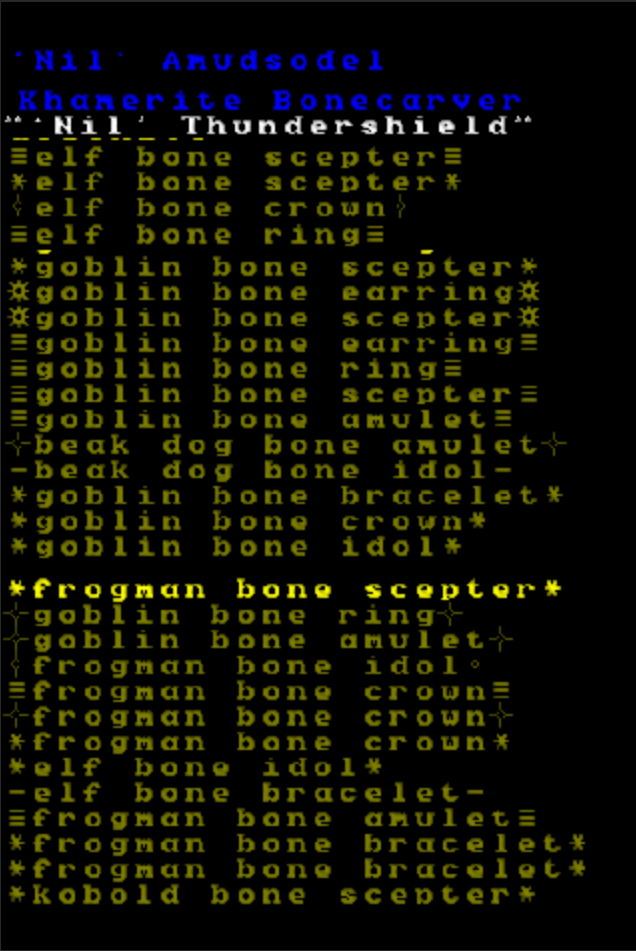 `Nil` Amudsodel
Khamerite Bonecarver
"`Nil' Thundershield"
≡elf bone scepter≡
*elf bone scepter*
elf bone crown
≡elf bone ring≡
*goblin bone scepter*
☼goblin bone earring☼
☼goblin bone scepter☼
≡goblin bone earring≡
≡goblin bone ring≡
≡goblin bone scepter≡
≡goblin bone amulet≡
+beak dog bone amulet+
-beak dog bone idol-
*goblin bone bracelet*
*goblin bone crown*
*goblin bone idol*
*frogman bone scepter*
+goblin bone ring+
+goblin bone amulet+
frogman bone idol
≡frogman bone crown≡
+frogman bone crown+
*frogman bone crown*
*elf bone idol*
-elf bone bracelet-
≡frogman bone amulet≡
*frogman bone bracelet*
*frogman bone bracelet*
*kobold bone scepter*